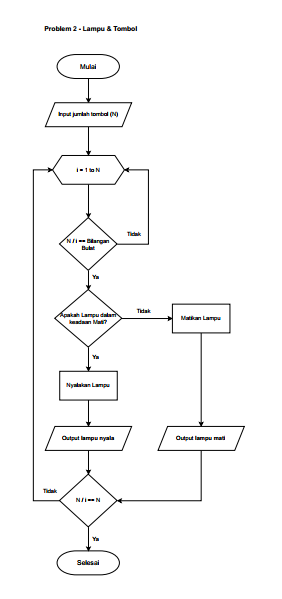 Problem 2 - Lampu & Tombol
Mulai
Input jumlah tombol (N)
i = 1 to N
Tidak
N / i == Bilangan
Bulat
Ya
Apakah Lampu dalam
keadaan Mati?
Tidak
Matikan Lampu
Ya
Nyalakan Lampu
Output lampu nyala
Output lampu mati
Tidak
N / i == N
Ya
Selesai